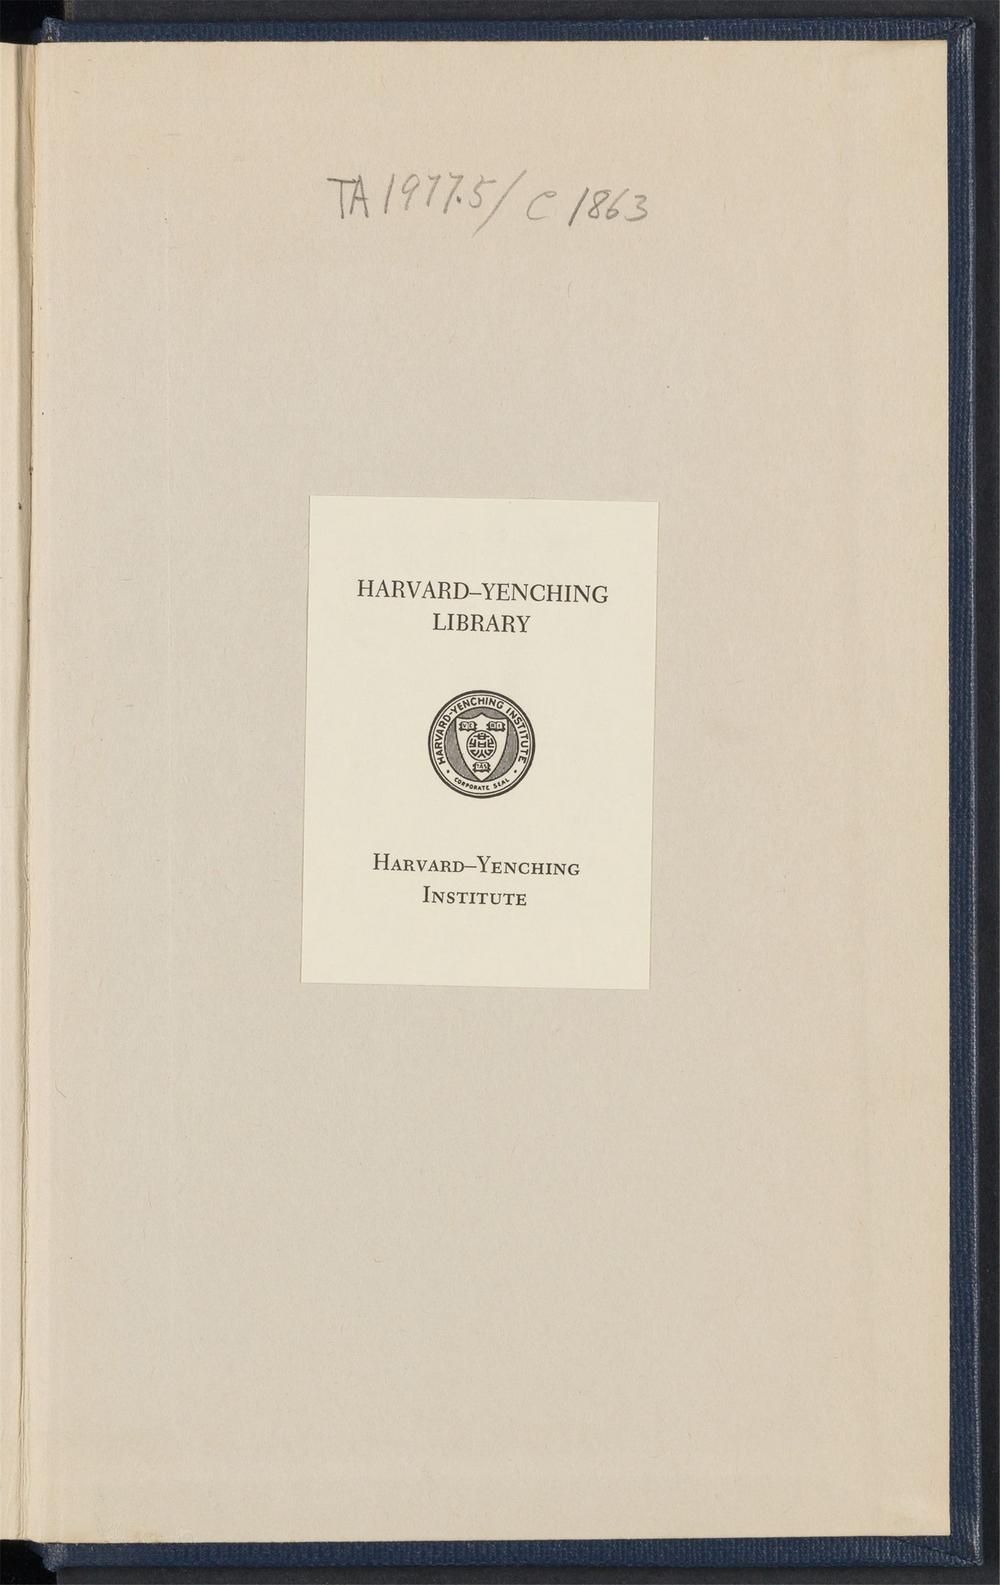 TA 1977.5/ C 1863
HARVARD–YENCHING
LIBRARY
HARVARD-YENCHING INSTITUTE
CORPORATE SEAL
HARVARD–YENCHING
INSTITUTE